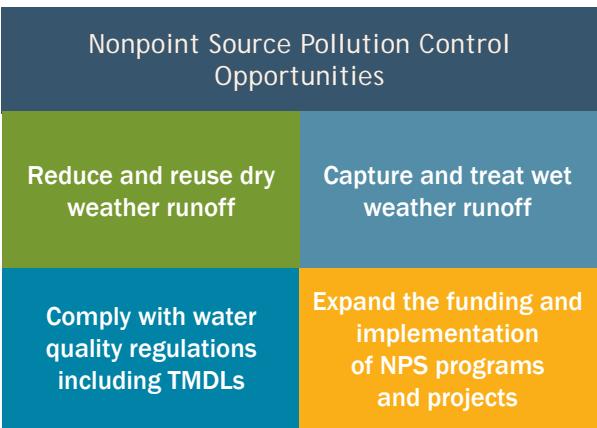 Nonpoint Source Pollution Control
Opportunities
Reduce and reuse dry
weather runoff
Capture and treat wet
weather runoff
Comply with water
quality regulations
including TMDLs
Expand the funding and
implementation
of NPS programs
and projects